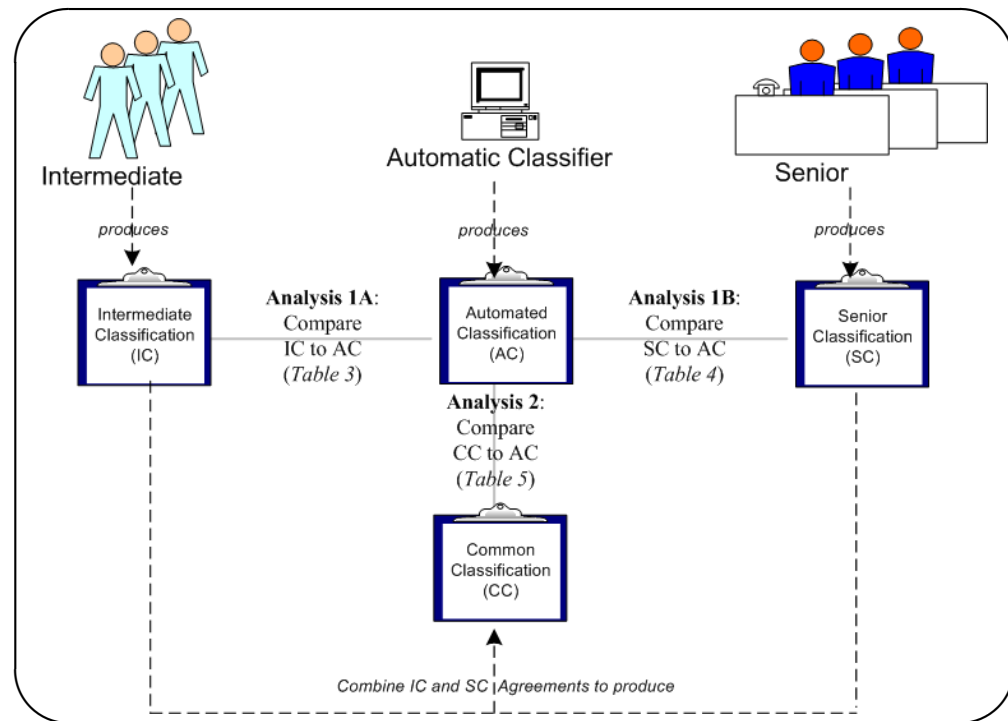 Intermediate
Automatic Classifier
Senior
produces
produces
produces
Intermediate
Classification
(IC)
Analysis 1A:
Compare
IC to AC
(Table 3)
Automated
Classification
(AC)
Analysis 1B:
Compare
SC to AC
(Table 4)
Senior
Classification
(SC)
Analysis 2:
Compare
CC to AC
(Table 5)
Common
Classification
(CC)
Combine IC and SC Agreements to produce